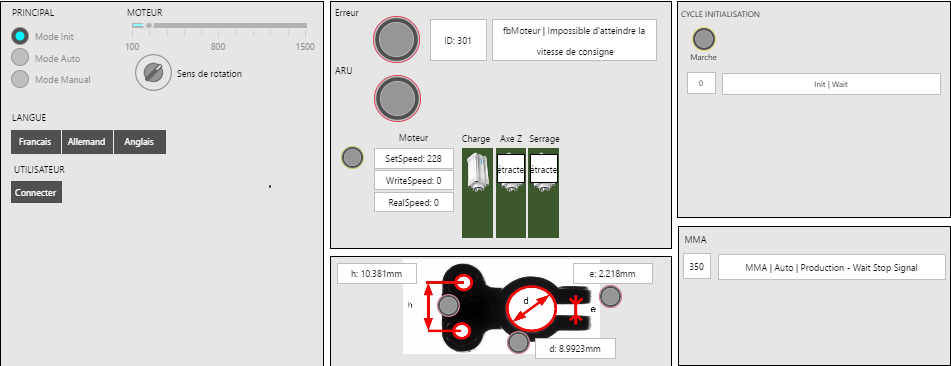 PRINCIPAL
MOTEUR
Mode Init
Mode Auto
Mode Manual
100
800
1500
Sens de rotation
LANGUE
Francais
Allemand
Anglais
UTILISATEUR
Connecter
Erreur
ID: 301
fbMoteur | Impossible d'atteindre la
vitesse de consigne
ARU
Moteur
Charge
Axe Z
Serrage
SetSpeed: 228
WriteSpeed: 0
RealSpeed: 0
étracte
étracte
h: 10.381mm
e: 2.218mm
h
d
e
d: 8.9923mm
CYCLE INITIALISATION
Marche
0
Init | Wait
MMA
350
MMA | Auto | Production - Wait Stop Signal